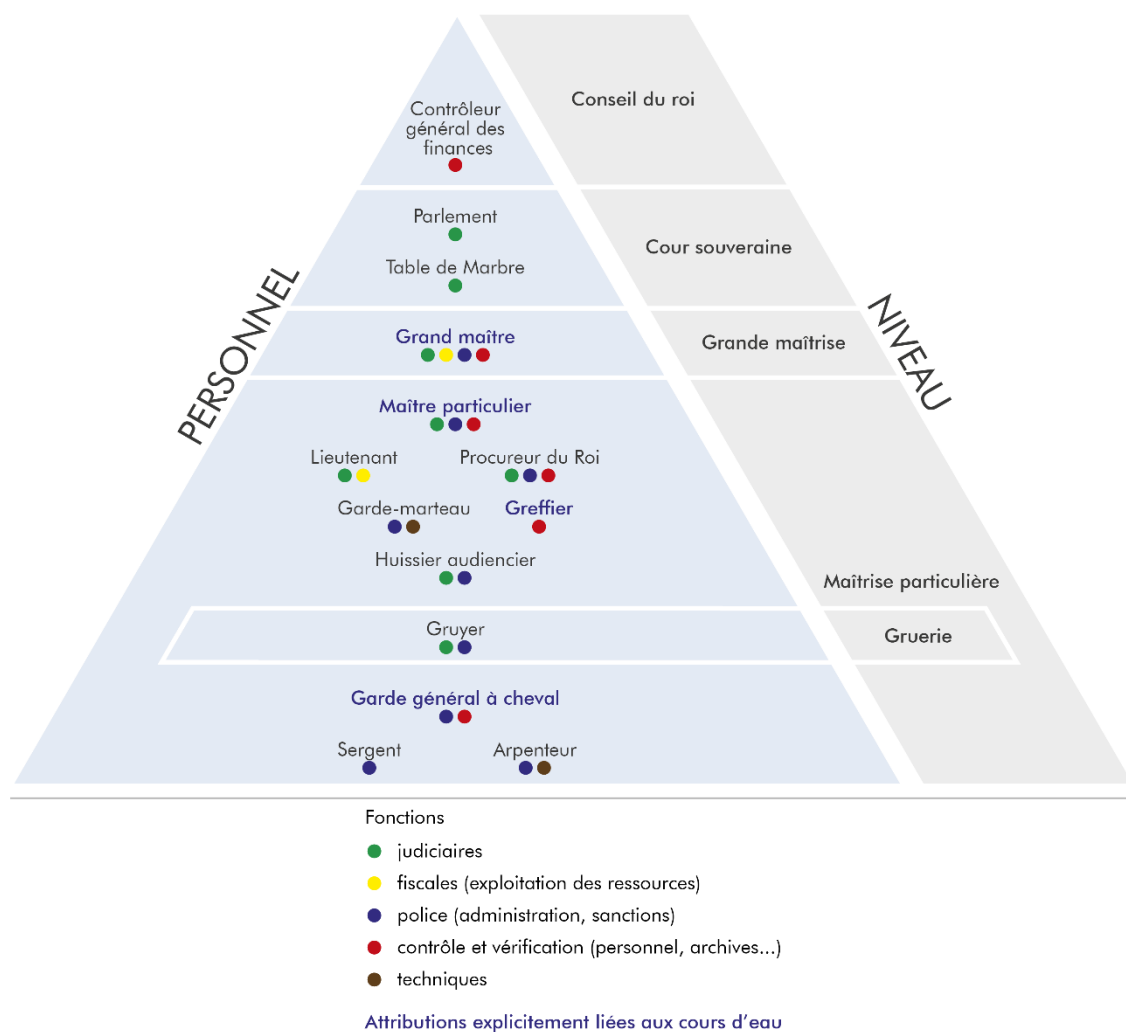 Conseil du roi
Contrôleur
général des
finances
Parlement
Cour souveraine
Table de Marbre
PERSONNEL
NIVEAU
Grand maître
Grande maîtrise
Maître particulier
Lieutenant
Procureur du Roi
Garde-marteau
Greffier
Huissier audiencier
Maîtrise particulière
Gruyer
Gruerie
Garde général à cheval
Sergent
Arpenteur
Fonctions
judiciaires
fiscales (exploitation des ressources)
police (administration, sanctions)
contrôle et vérification (personnel, archives...)
techniques
Attributions explicitement liées aux cours d'eau